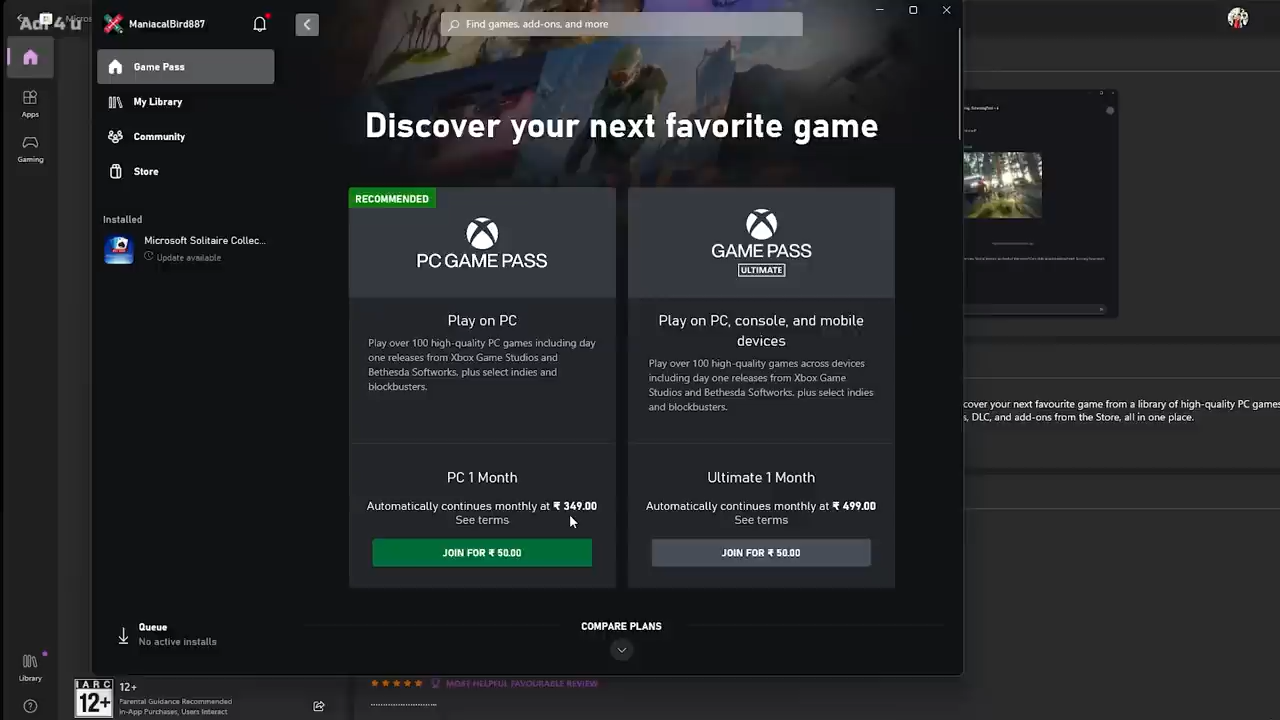 ManiacalBird887
Find games, add-ons, and more
Game Pass
My Library
Community
Store
Installed
Microsoft Solitaire Collec...
Update available
Queue
No active installs
Discover your next favorite game
RECOMMENDED
PC GAME PASS
Play on PC
Play over 100 high-quality PC games including day
one releases from Xbox Game Studios and
Bethesda Softworks, plus select indies and
blockbusters.
PC 1 Month
Automatically continues monthly at ₹ 349.00
See terms
JOIN FOR ₹ 50.00
GAME PASS
ULTIMATE
Play on PC, console, and mobile
devices
Play over 100 high-quality games across devices
including day one releases from Xbox Game
Studios and Bethesda Softworks, plus select indies
and blockbusters.
Ultimate 1 Month
Automatically continues monthly at ₹ 499.00
See terms
JOIN FOR ₹ 50.00
COMPARE PLANS
Apps
Gaming
Library
IARC
12+
12+
Parental Guidance Recommended
In-App Purchases, Users Interact
MOST HELPFUL FAVOURABLE REVIEW
cover your next favourite game from a library of high-quality PC games
s, DLC, and add-ons from the Store, all in one place.